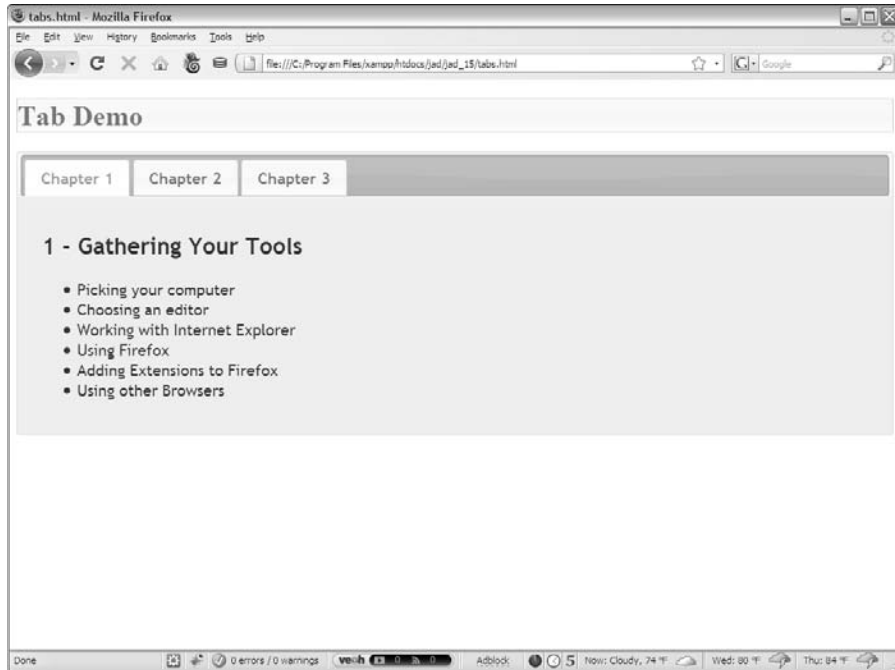 tabs.html - Mozilla Firefox
File Edit View History Bookmarks Tools Help
file:///C:/Program Files/xampp/htdocs/jad/jad_15/tabs.html
G Google
Tab Demo
Chapter 1 Chapter 2 Chapter 3
1 - Gathering Your Tools
• Picking your computer
• Choosing an editor
• Working with Internet Explorer
• Using Firefox
• Adding Extensions to Firefox
• Using other Browsers
Done 0 errors / 0 warnings veoh 0 0 Adblock 5 Now: Cloudy, 74 °F Wed: 80 °F Thu: 84 °F